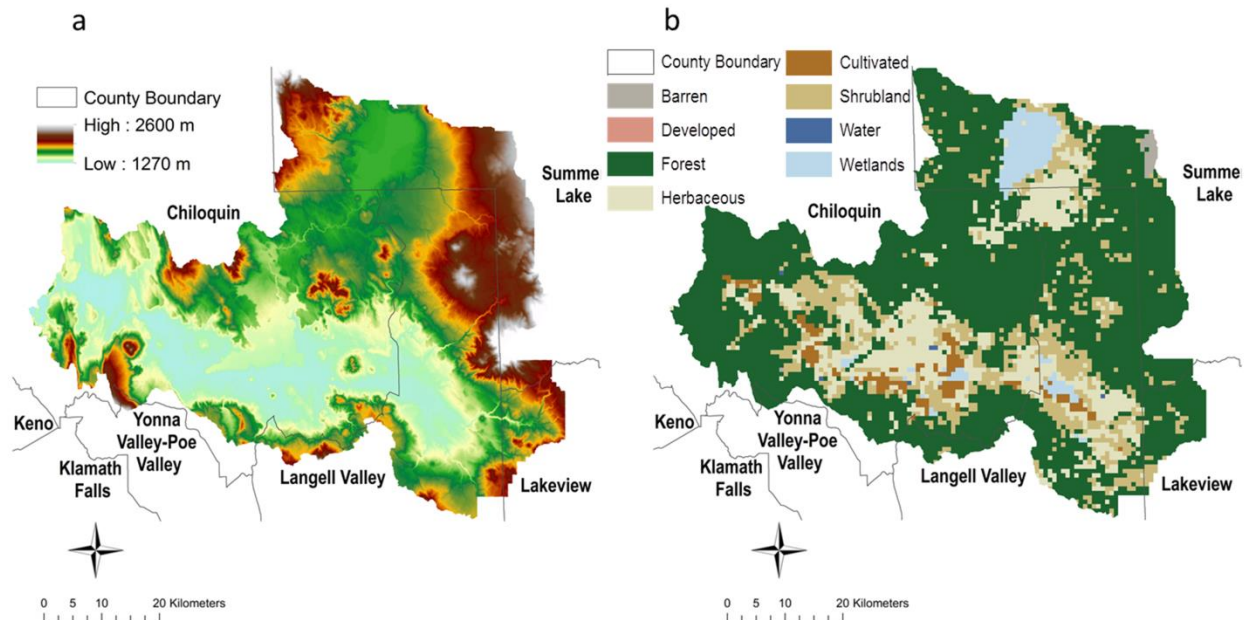 a
County Boundary
High : 2600 m
Low : 1270 m
Chiloquin
Summe
Lake
Keno
Klamath
Falls
Yonna
Valley-Poe
Valley
Langell Valley
Lakeview
0 5 10 20 Kilometers
b
County Boundary
Barren
Developed
Forest
Herbaceous
Cultivated
Shrubland
Water
Wetlands
Chiloquin
Summe
Lake
Keno
Klamath
Falls
Yonna
Valley-Poe
Valley
Langell Valley
Lakeview
0 5 10 20 Kilometers